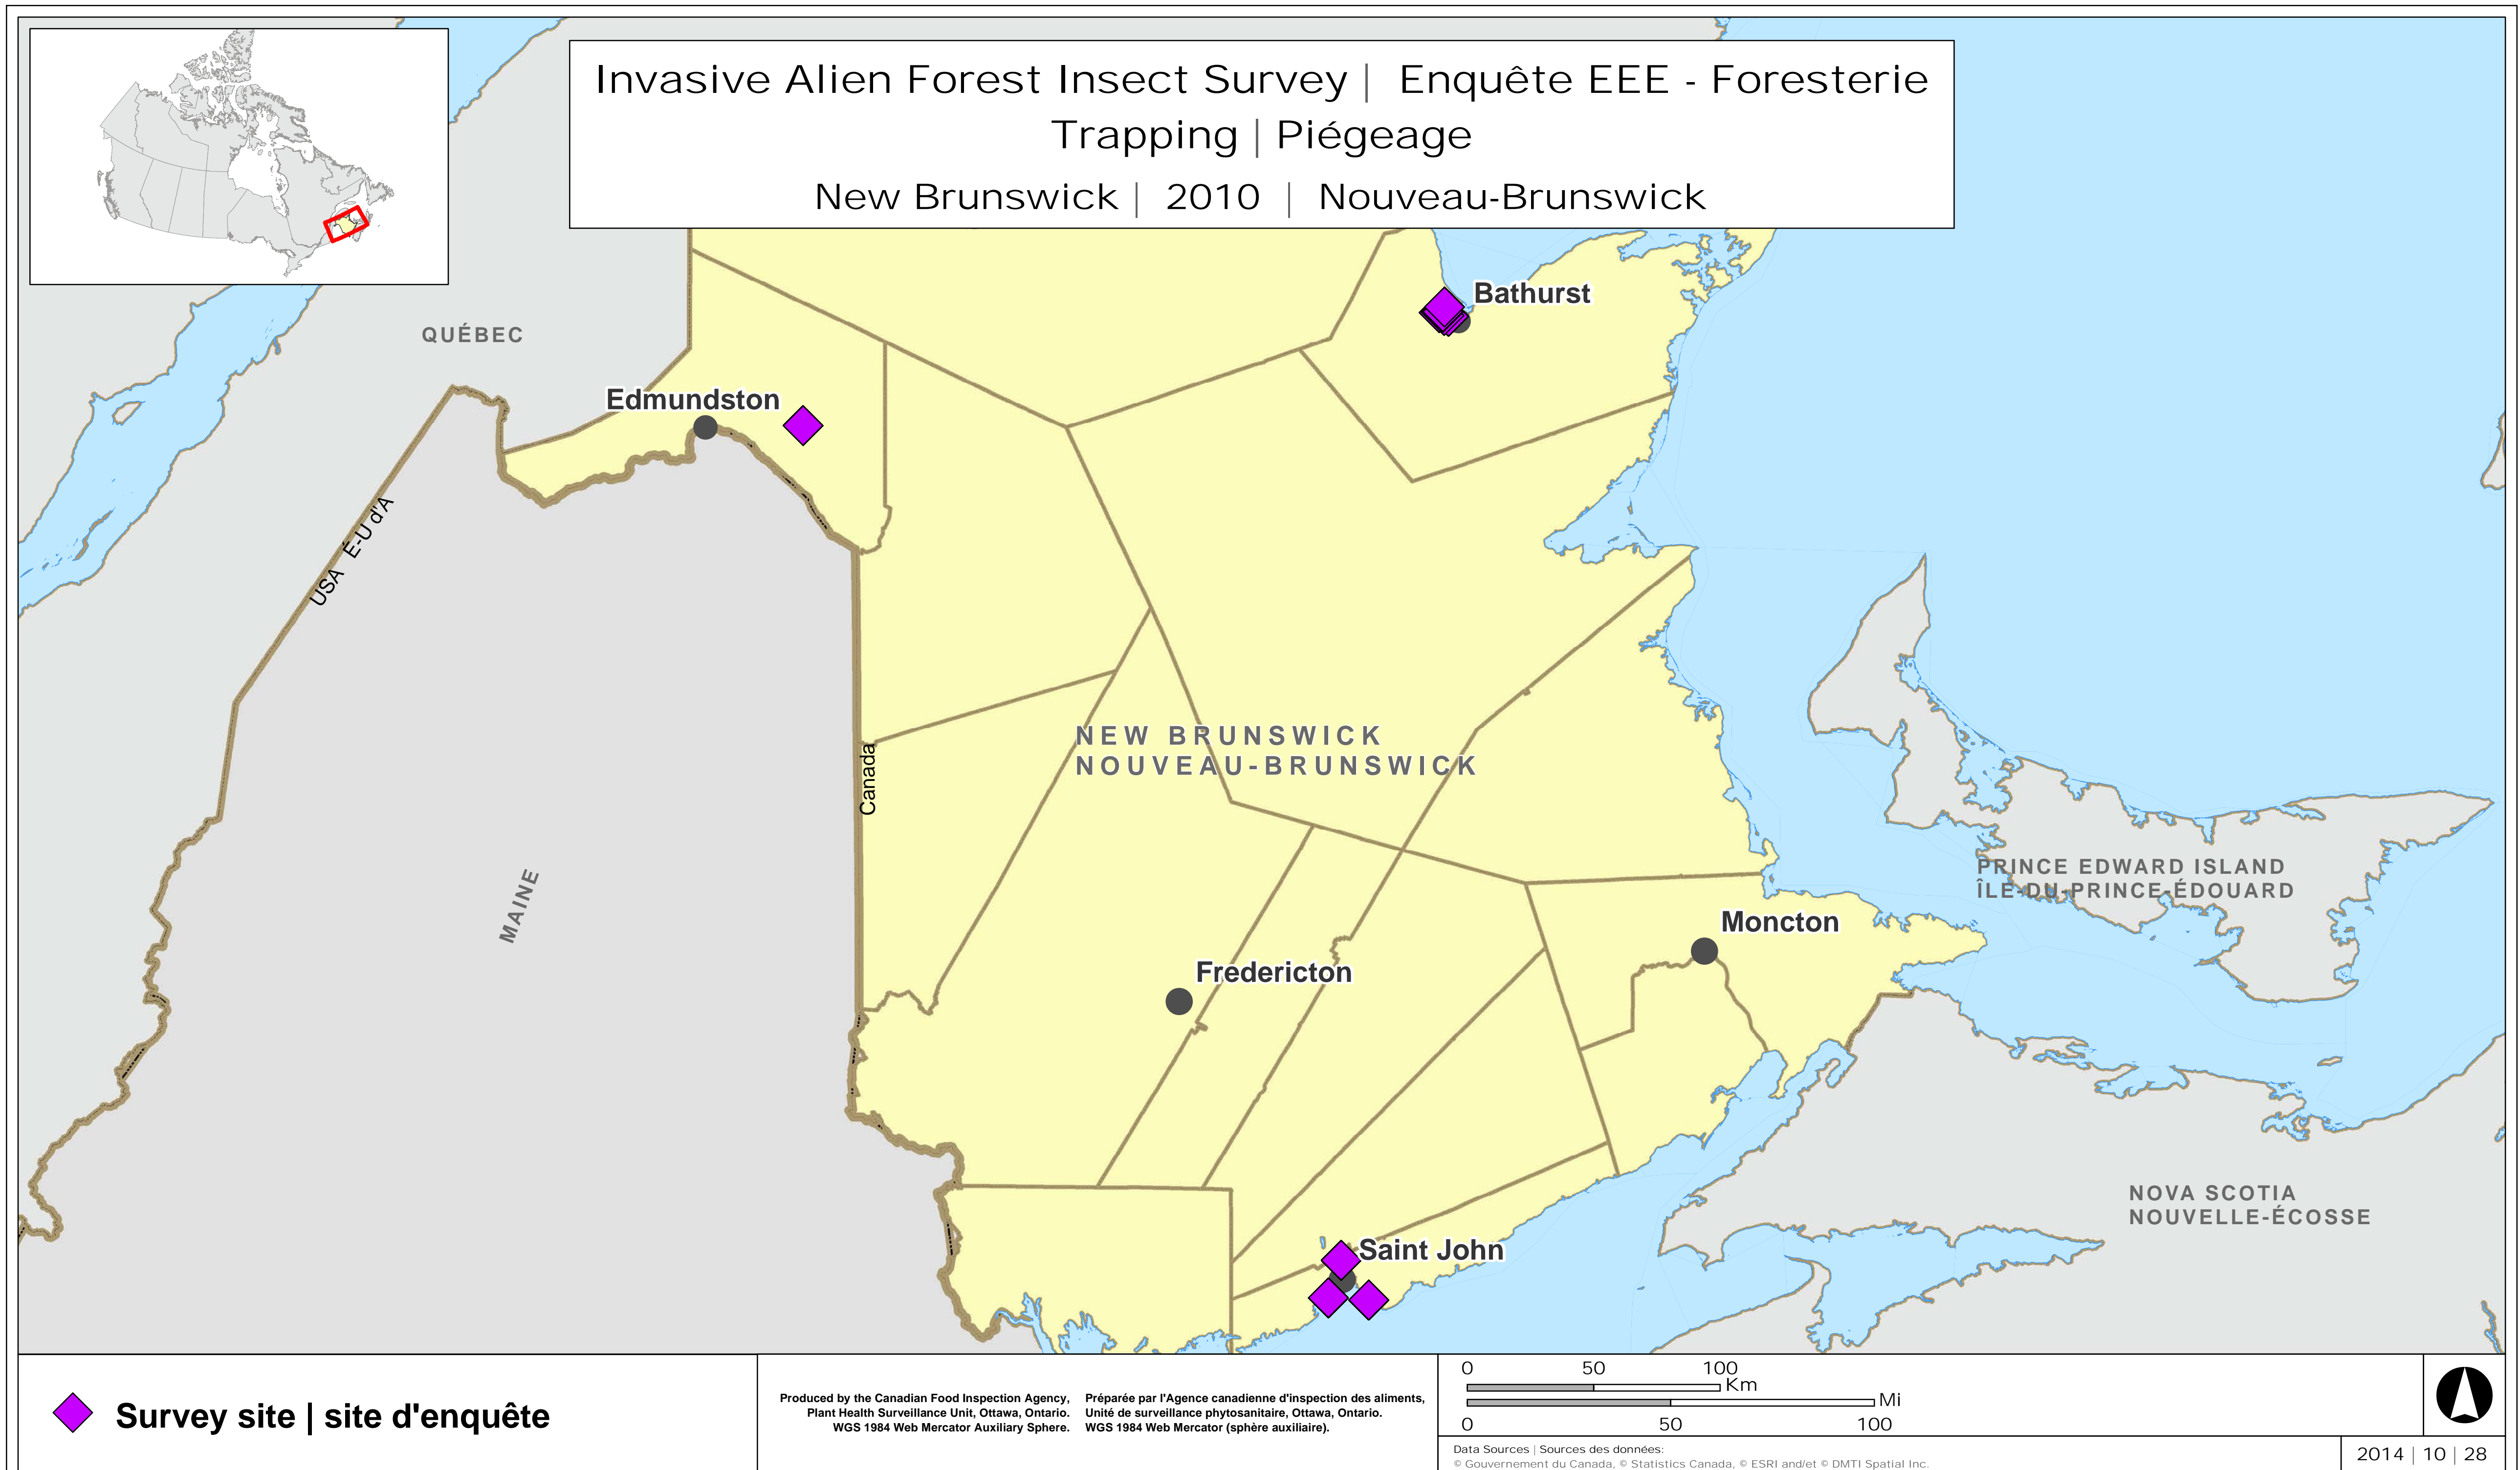 Invasive Alien Forest Insect Survey | Enquête EEE - Foresterie
Trapping | Piégeage
New Brunswick | 2010 | Nouveau-Brunswick
Bathurst
QUÉBEC
Edmundston
USA É-U d'A
Canada
NEW BRUNSWICK
NOUVEAU-BRUNSWICK
MAINE
PRINCE EDWARD ISLAND
ÎLE-DU-PRINCE-ÉDOUARD
Moncton
Fredericton
NOVA SCOTIA
NOUVELLE-ÉCOSSE
Saint John
Survey site | site d'enquête
Produced by the Canadian Food Inspection Agency,
Plant Health Surveillance Unit, Ottawa, Ontario.
WGS 1984 Web Mercator Auxiliary Sphere.
Préparée par l'Agence canadienne d'inspection des aliments,
Unité de surveillance phytosanitaire, Ottawa, Ontario.
WGS 1984 Web Mercator (sphère auxiliaire).
0 50 100
Km
Mi
0 50 100
Data Sources | Sources des données:
© Gouvernement du Canada, © Statistics Canada, © ESRI and/et © DMTI Spatial Inc.
2014 | 10 | 28